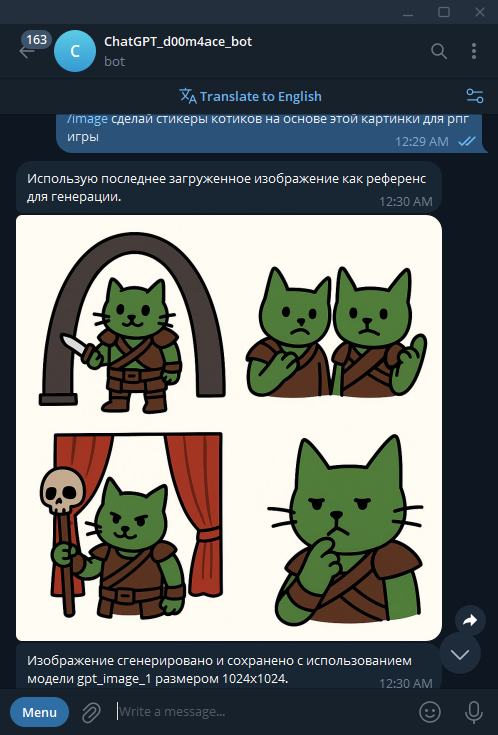 163
C
ChatGPT_d00m4ace_bot
bot
Translate to English
/image сделай стикеры котиков на основе этой картинки для рпг
игры
12:29 AM
Использую последнее загруженное изображение как референс
для генерации.
12:30 AM
Изображение сгенерировано и сохранено с использованием
модели gpt_image_1 размером 1024x1024.
12:30 AM
Menu
Write a message...